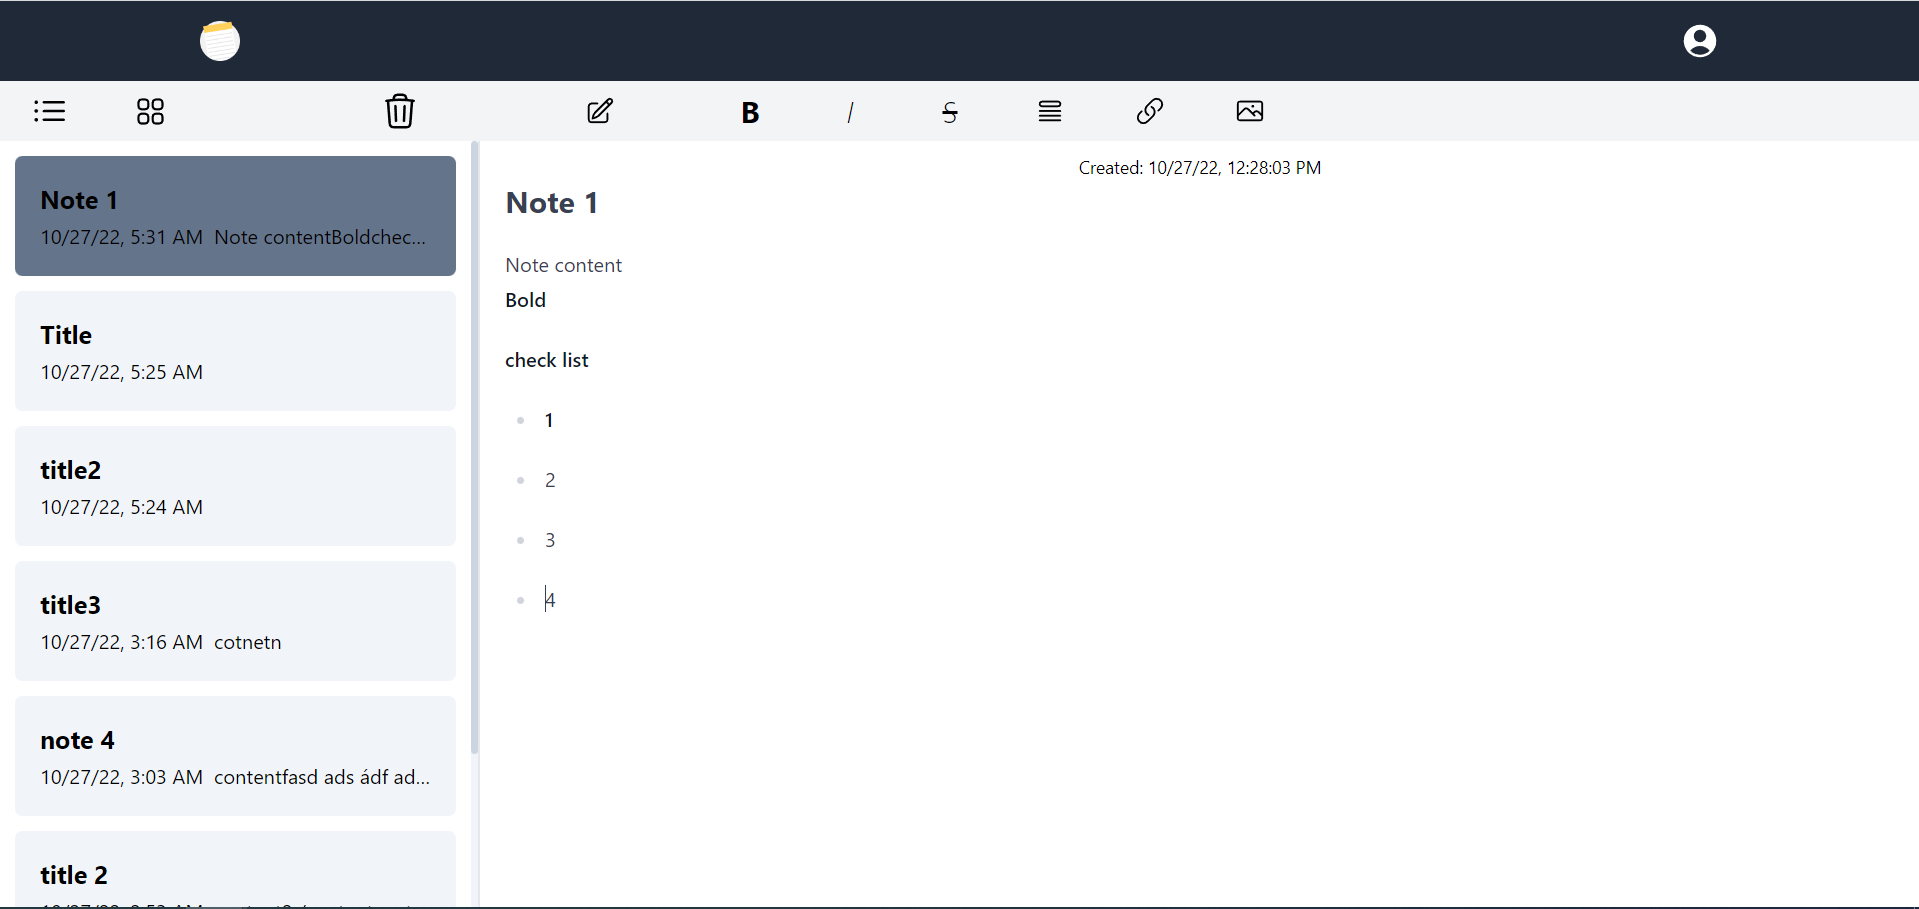 B I S
Note 1
10/27/22, 5:31 AM Note contentBoldchec...
Title
10/27/22, 5:25 AM
title2
10/27/22, 5:24 AM
title3
10/27/22, 3:16 AM cotnetn
note 4
10/27/22, 3:03 AM contentfasd ads ádf ad...
title 2
Created: 10/27/22, 12:28:03 PM
Note 1
Note content
Bold
check list
1
2
3
4